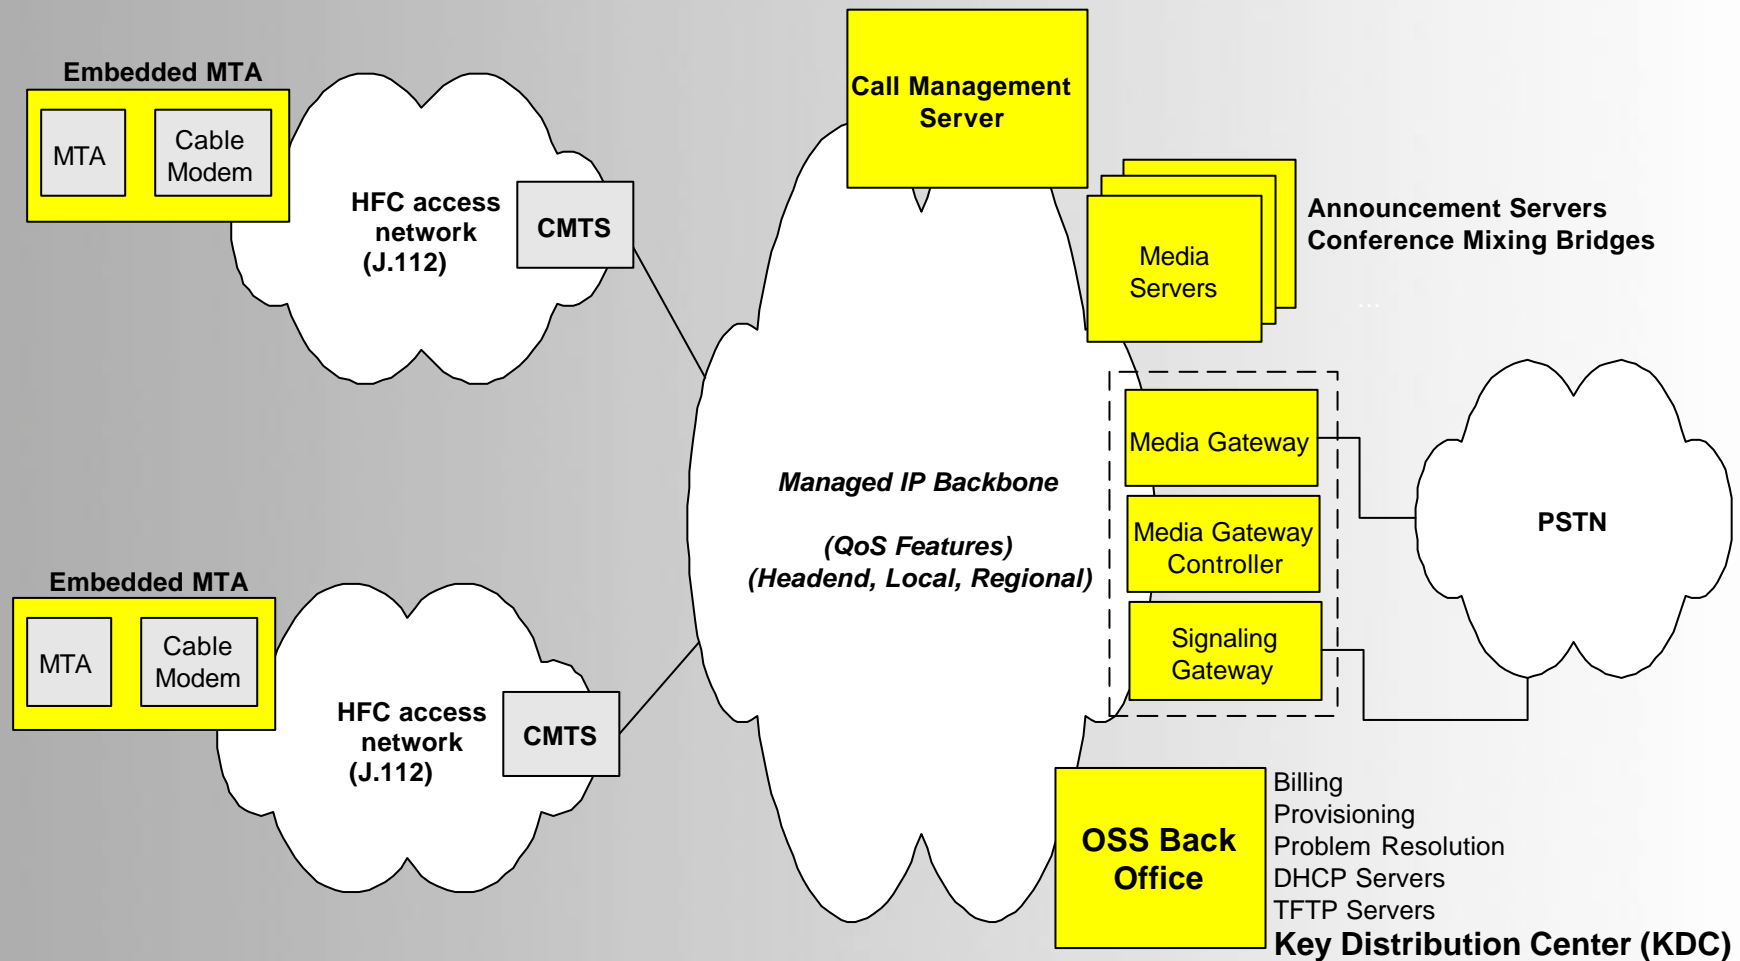 Embedded MTA
MTA
Cable
Modem
HFC access
network
(J.112)
CMTS
Call Management
Server
Media
Servers
Announcement Servers
Conference Mixing Bridges
...
Managed IP Backbone
(QoS Features)
(Headend, Local, Regional)
Media Gateway
Media Gateway
Controller
Signaling
Gateway
PSTN
Embedded MTA
MTA
Cable
Modem
HFC access
network
(J.112)
CMTS
OSS Back
Office
Billing
Provisioning
Problem Resolution
DHCP Servers
TFTP Servers
Key Distribution Center (KDC)